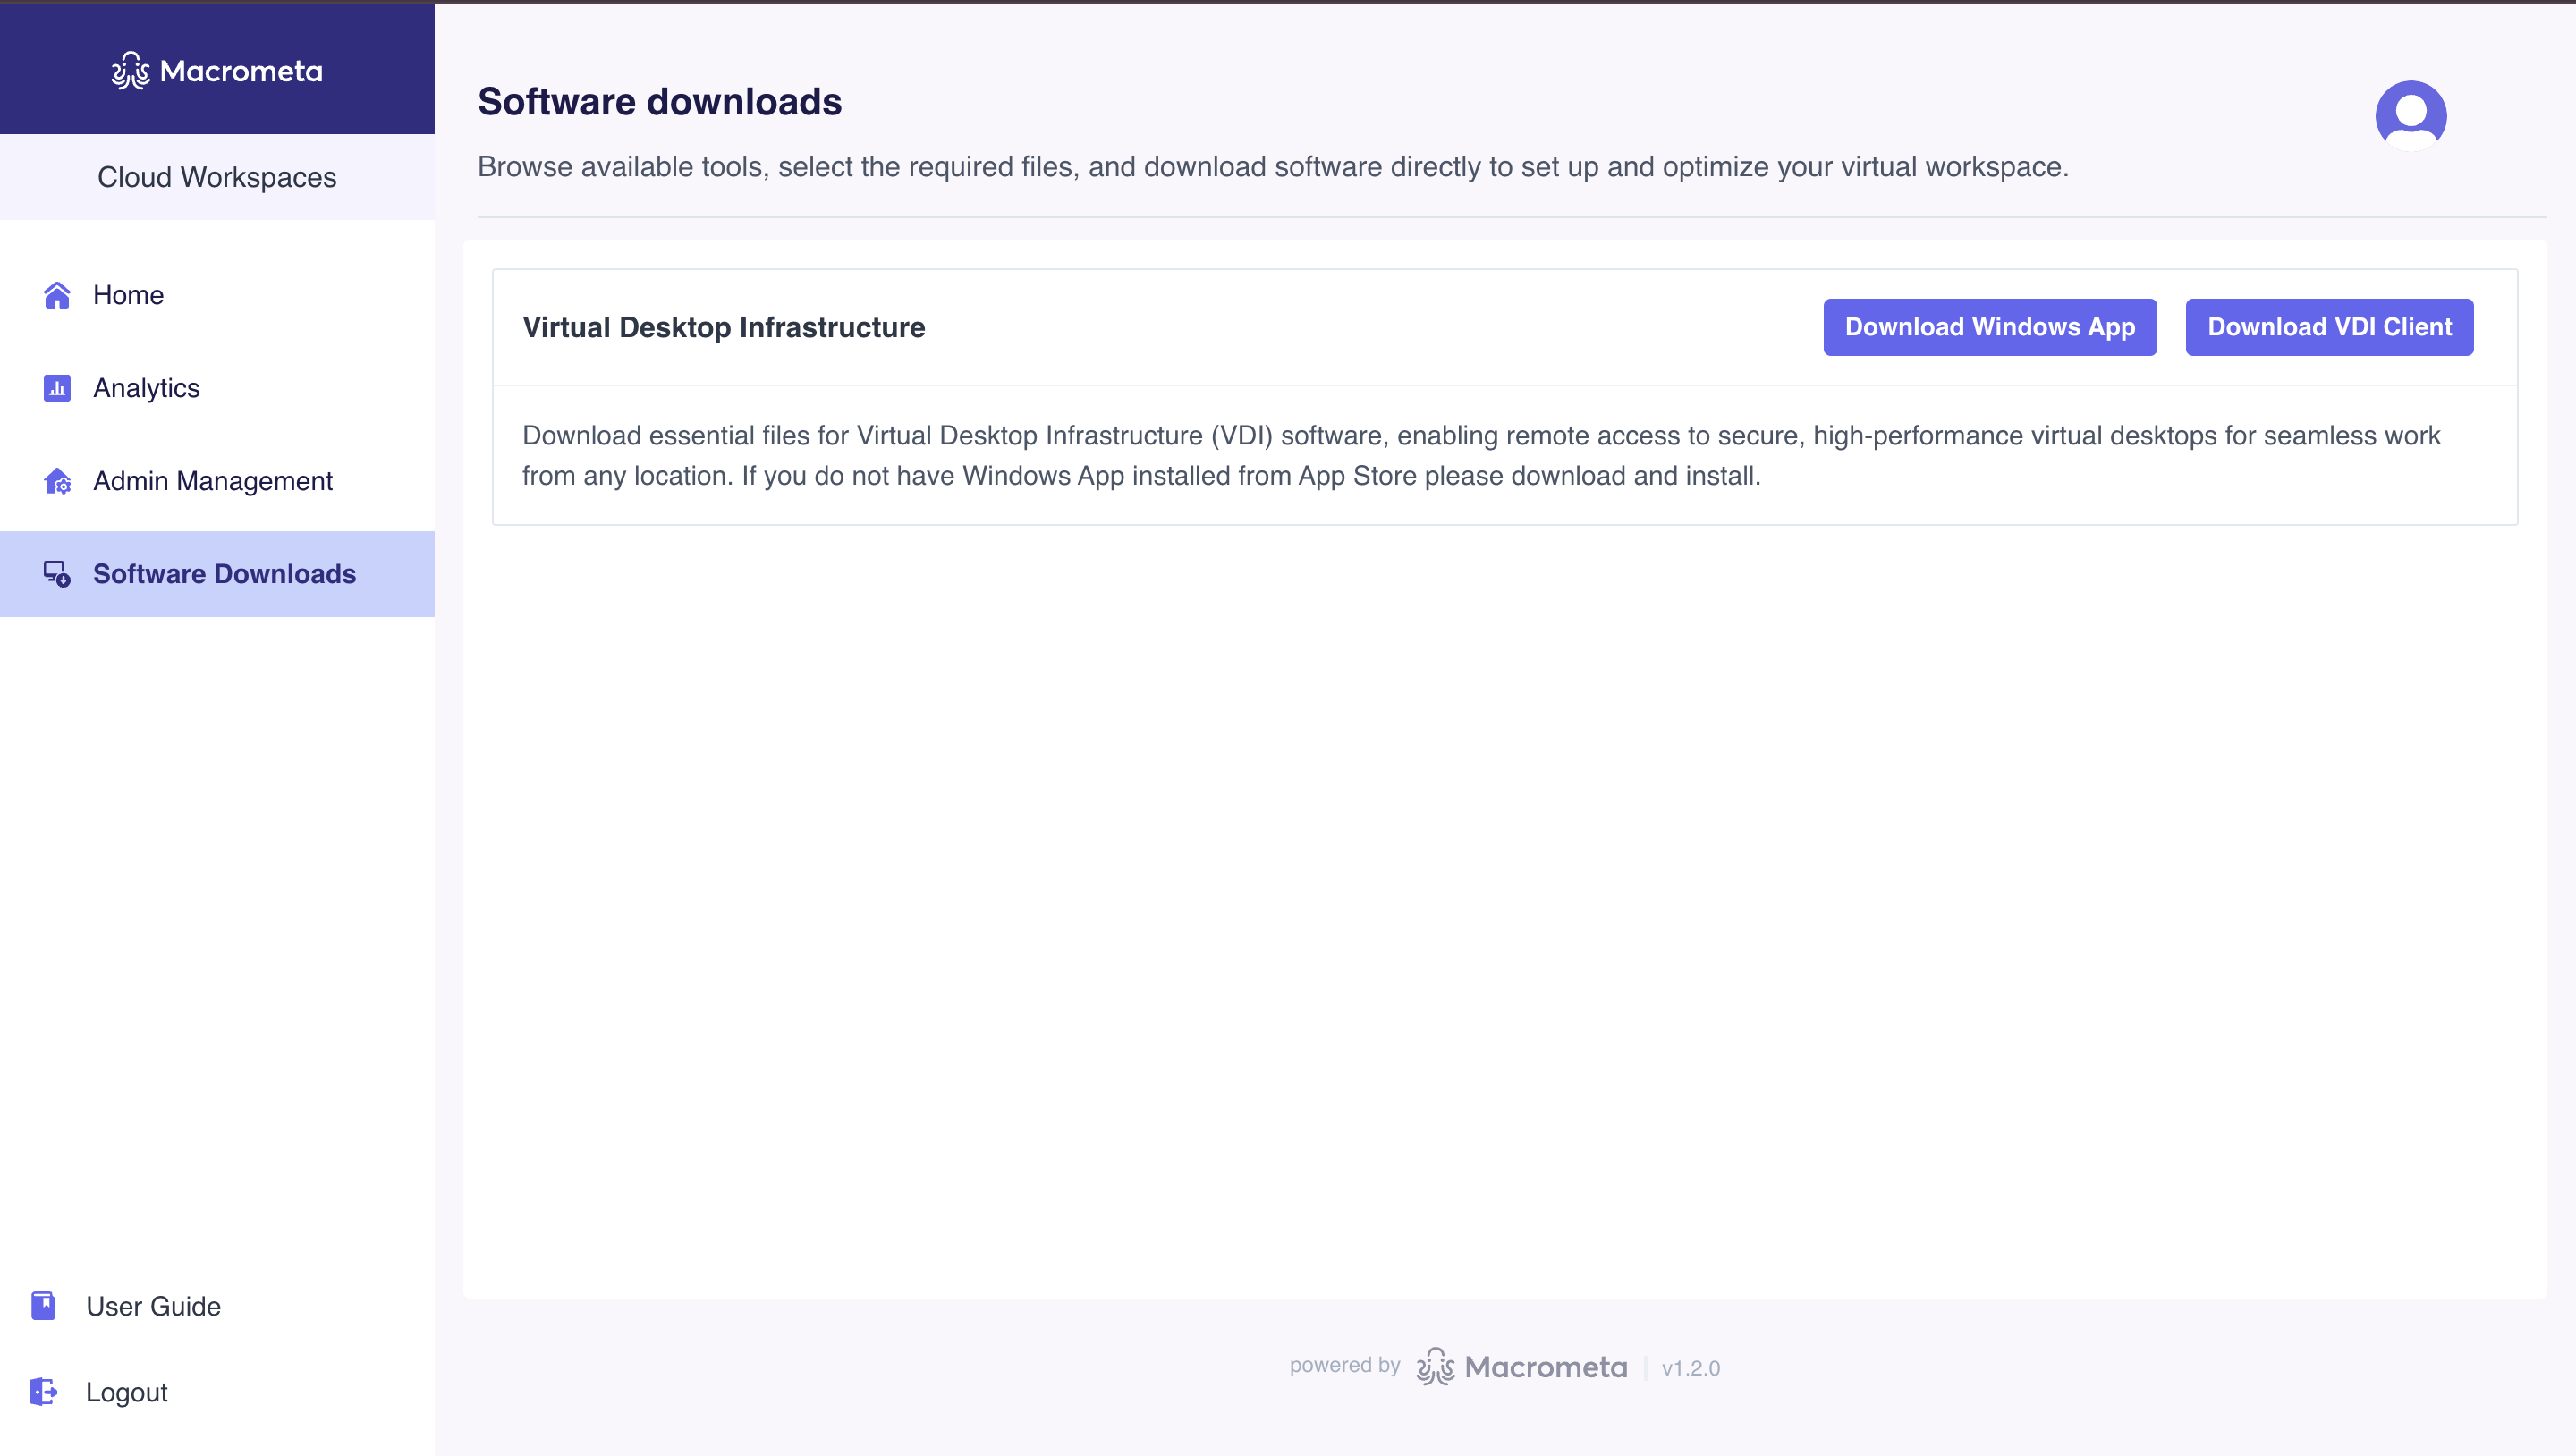 Macrometa
Cloud Workspaces
Home
Analytics
Admin Management
Software Downloads
User Guide
Logout
Software downloads
Browse available tools, select the required files, and download software directly to set up and optimize your virtual workspace.
Virtual Desktop Infrastructure
Download Windows App
Download VDI Client
Download essential files for Virtual Desktop Infrastructure (VDI) software, enabling remote access to secure, high-performance virtual desktops for seamless work
from any location. If you do not have Windows App installed from App Store please download and install.
powered by Macrometa v1.2.0